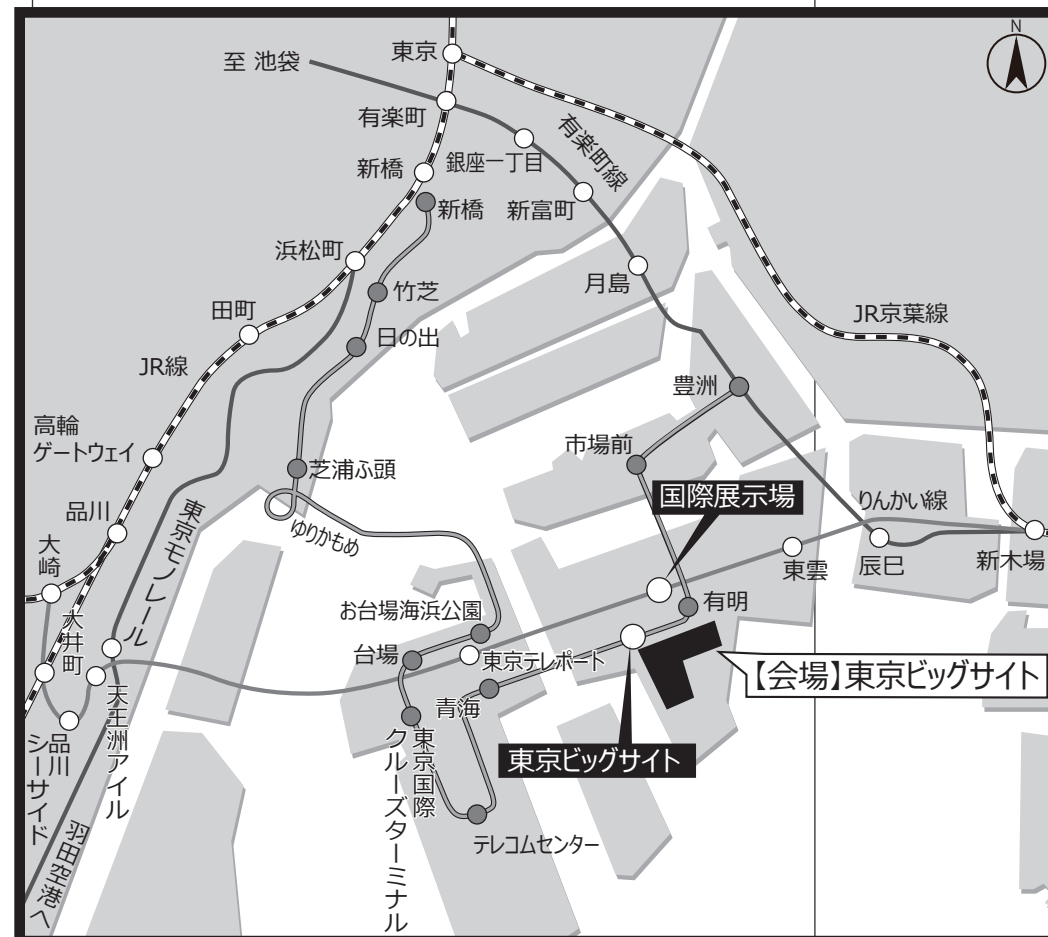 N
東京
至 池袋
有楽町
有楽町線
銀座一丁目
新橋
新富町
新橋
浜松町
月島
竹芝
田町
JR京葉線
日の出
JR線
豊洲
高輪
ゲートウェイ
市場前
芝浦ふ頭
国際展示場
りんかい線
品川
東京モノレール
ゆりかもめ
大崎
東雲
辰巳
新木場
お台場海浜公園
有明
大井町
台場
東京テレポート
【会場】東京ビッグサイト
天王洲アイル
青海
東京国際
クルーズターミナル
東京ビッグサイト
品川
シーサイド
テレコムセンター
羽田空港へ